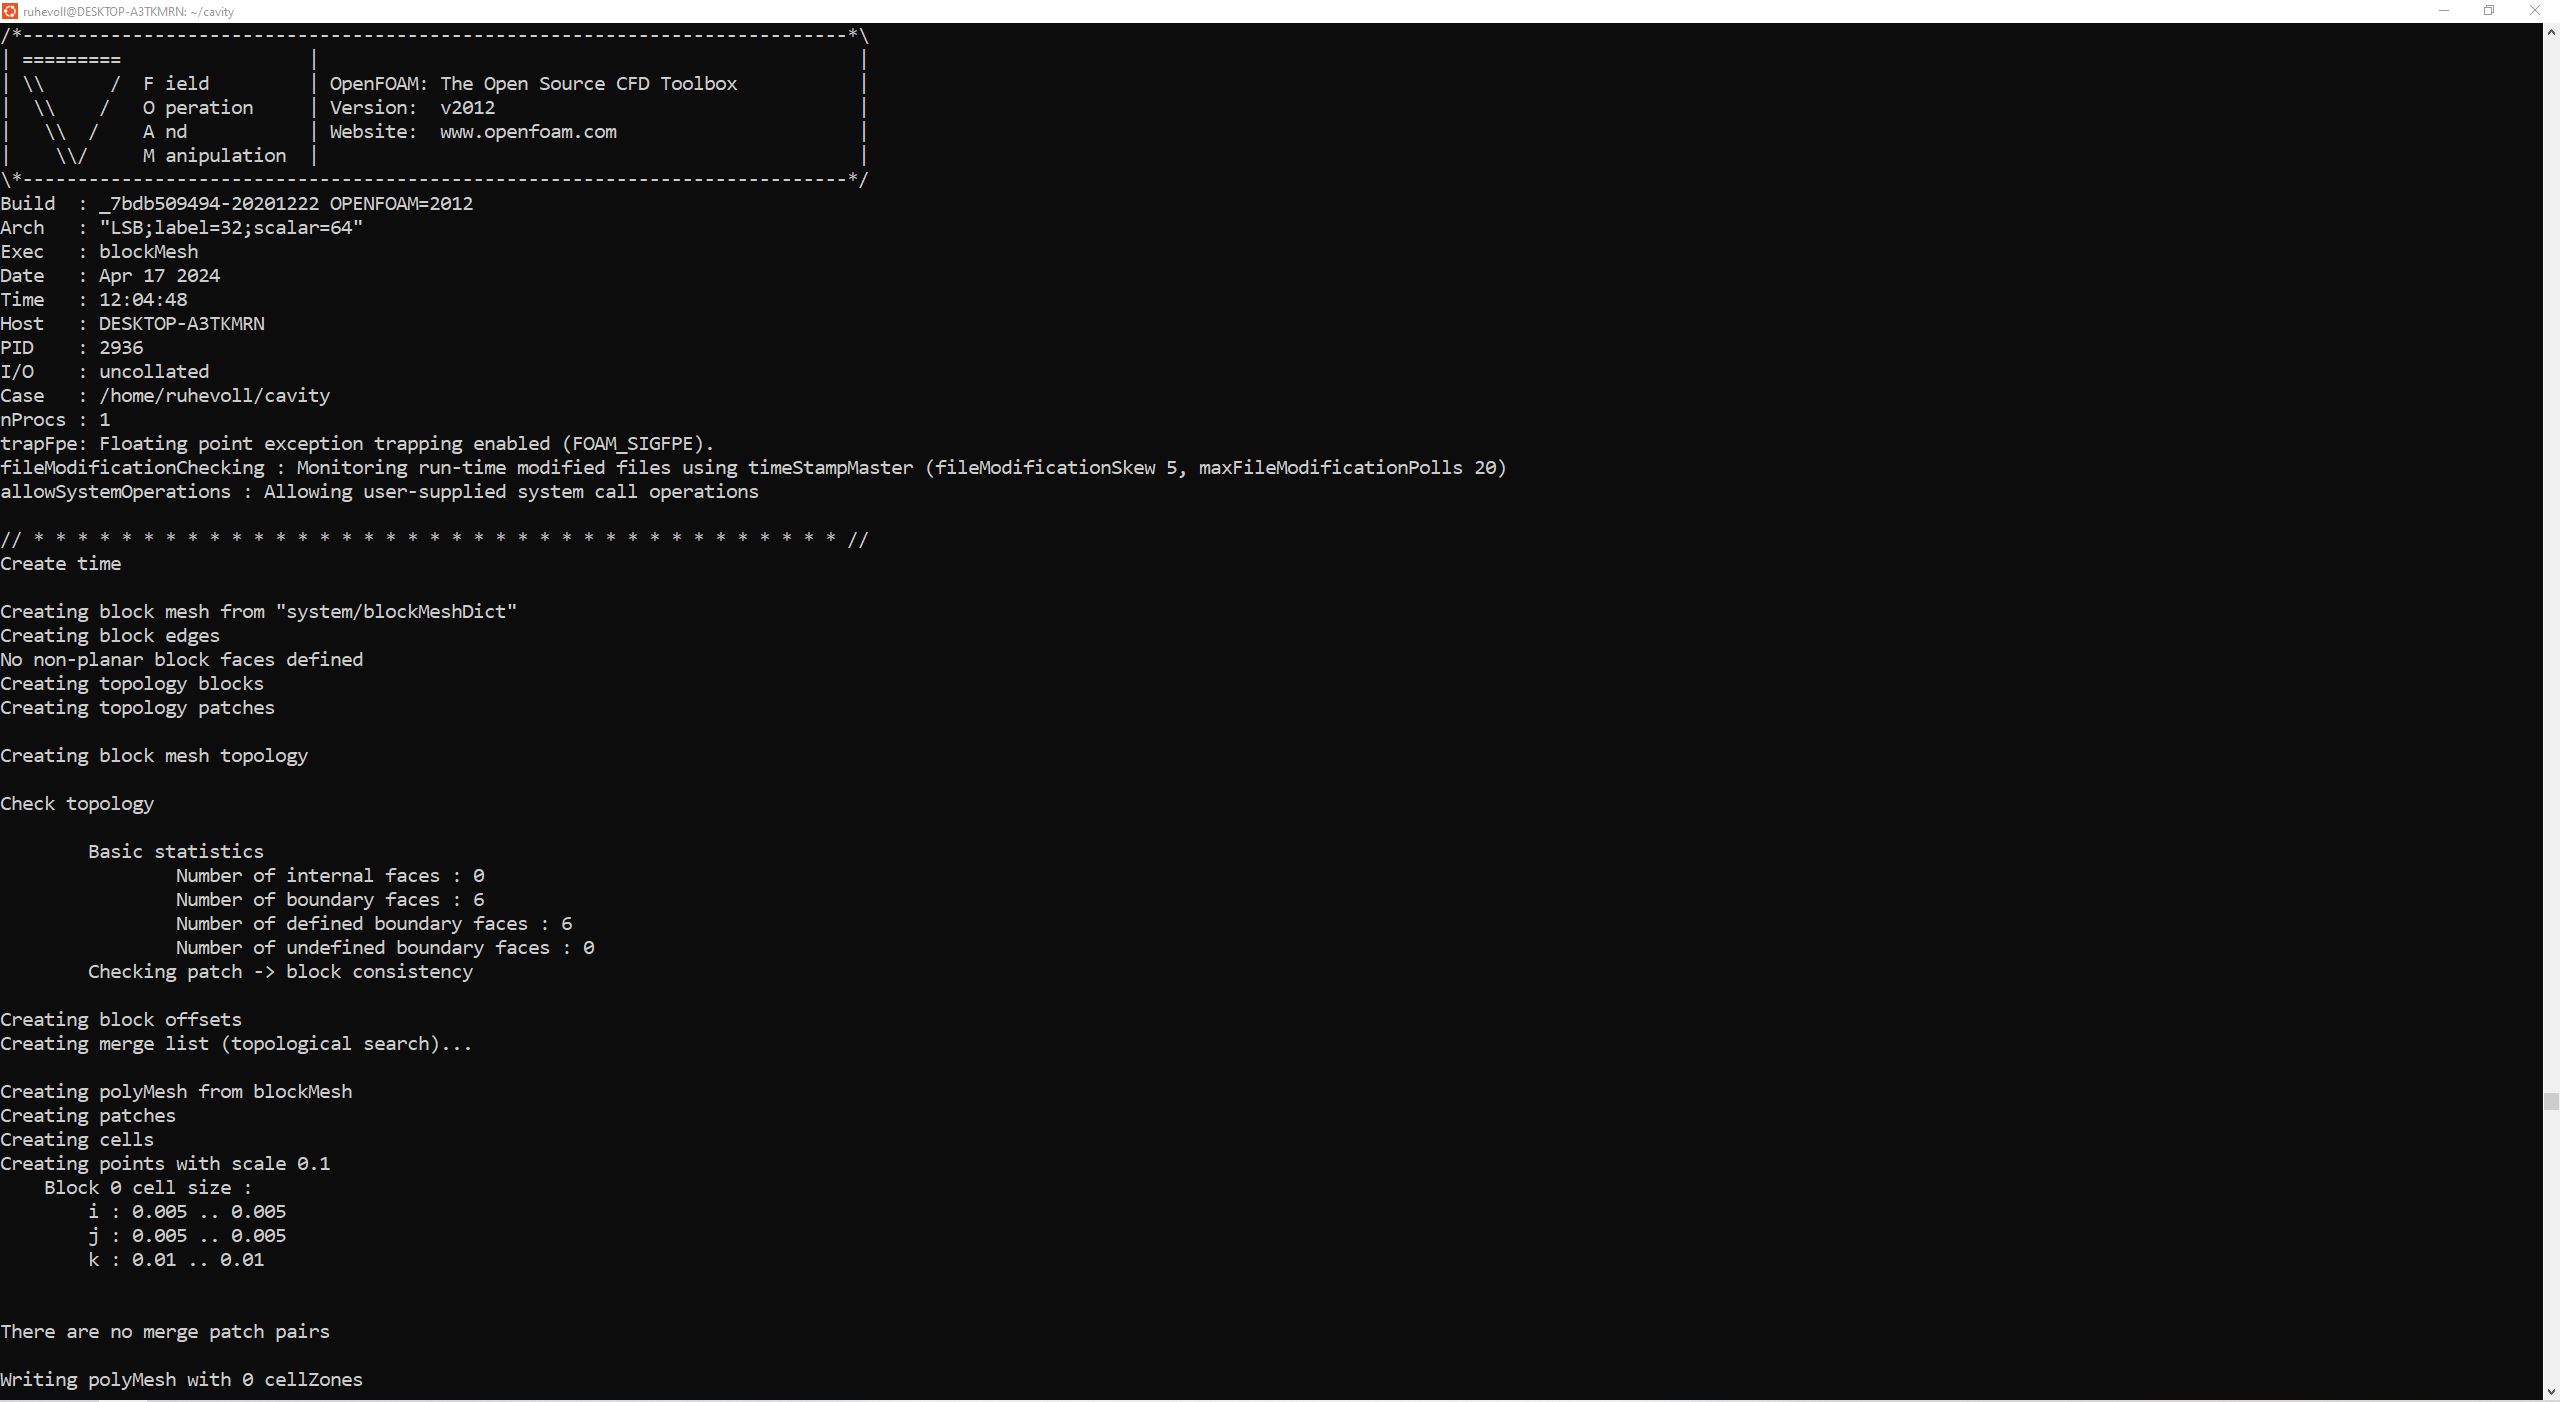 ruhevoll@DESKTOP-A3TKMRN: ~/cavity
/*---------------------------------------------------------------------------*\
| =========                 |                                                 |
| \\      /  F ield         | OpenFOAM: The Open Source CFD Toolbox           |
|  \\    /   O peration     | Version:  v2012                                 |
|   \\  /    A nd           | Website:  www.openfoam.com                      |
|    \\/     M anipulation  |                                                 |
\*---------------------------------------------------------------------------*/
Build  : _7bdb509494-20201222 OPENFOAM=2012
Arch   : "LSB;label=32;scalar=64"
Exec   : blockMesh
Date   : Apr 17 2024
Time   : 12:04:48
Host   : DESKTOP-A3TKMRN
PID    : 2936
I/O    : uncollated
Case   : /home/ruhevoll/cavity
nProcs : 1
trapFpe: Floating point exception trapping enabled (FOAM_SIGFPE).
fileModificationChecking : Monitoring run-time modified files using timeStampMaster (fileModificationSkew 5, maxFileModificationPolls 20)
allowSystemOperations : Allowing user-supplied system call operations

// * * * * * * * * * * * * * * * * * * * * * * * * * * * * * * * * * * * * * //
Create time

Creating block mesh from "system/blockMeshDict"
Creating block edges
No non-planar block faces defined
Creating topology blocks
Creating topology patches

Creating block mesh topology

Check topology

        Basic statistics
                Number of internal faces : 0
                Number of boundary faces : 6
                Number of defined boundary faces : 6
                Number of undefined boundary faces : 0
        Checking patch -> block consistency

Creating block offsets
Creating merge list (topological search)...

Creating polyMesh from blockMesh
Creating patches
Creating cells
Creating points with scale 0.1
    Block 0 cell size :
        i : 0.005 .. 0.005
        j : 0.005 .. 0.005
        k : 0.01 .. 0.01

There are no merge patch pairs

Writing polyMesh with 0 cellZones